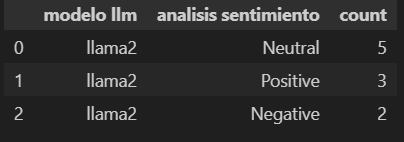 modelo llm analisis sentimiento count
0 llama2 Neutral 5
1 llama2 Positive 3
2 llama2 Negative 2